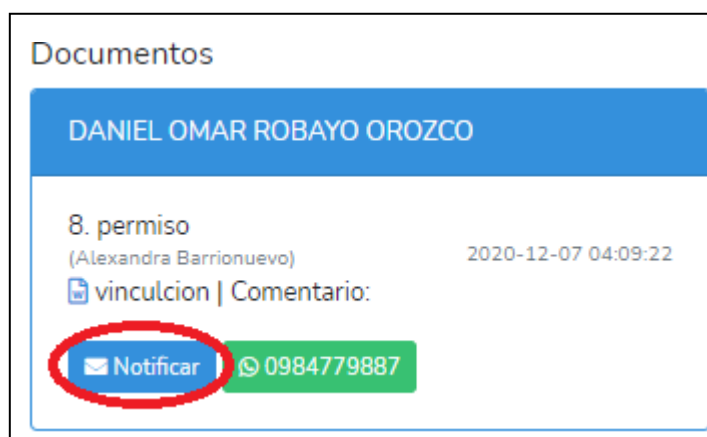 Documentos
DANIEL OMAR ROBAYO OROZCO
8. permiso
(Alexandra Barrionuevo) 2020-12-07 04:09:22
vinculcion | Comentario:
Notificar 0984779887